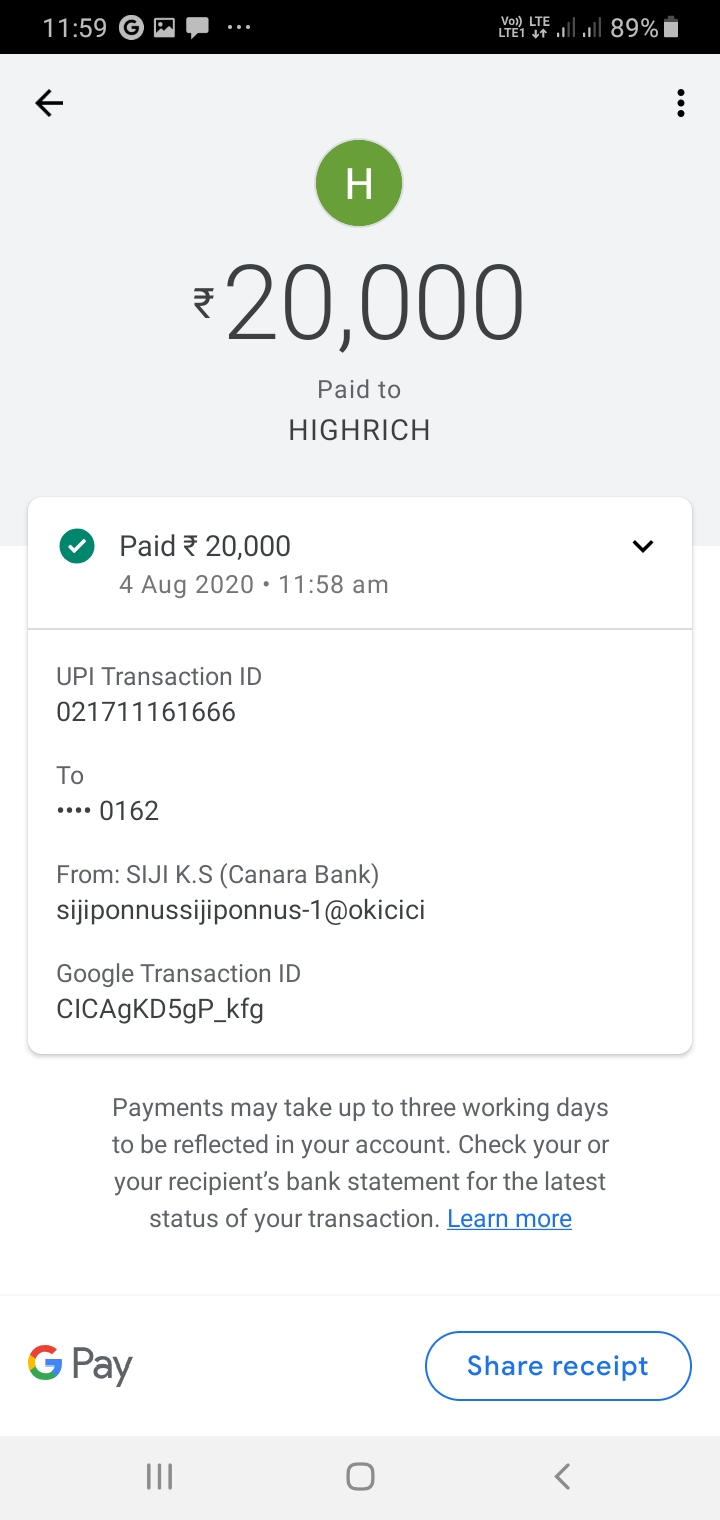 11:59 G ...
Vo)) LTE LTE1 89%
H
₹20,000
Paid to
HIGHRICH
Paid ₹ 20,000
4 Aug 2020 • 11:58 am
UPI Transaction ID
021711161666
To
•••• 0162
From: SIJI K.S (Canara Bank)
sijiponnussijiponnus-1@okicici
Google Transaction ID
CICAgKD5gP_kfg
Payments may take up to three working days
to be reflected in your account. Check your or
your recipient’s bank statement for the latest
status of your transaction. Learn more
G Pay
Share receipt